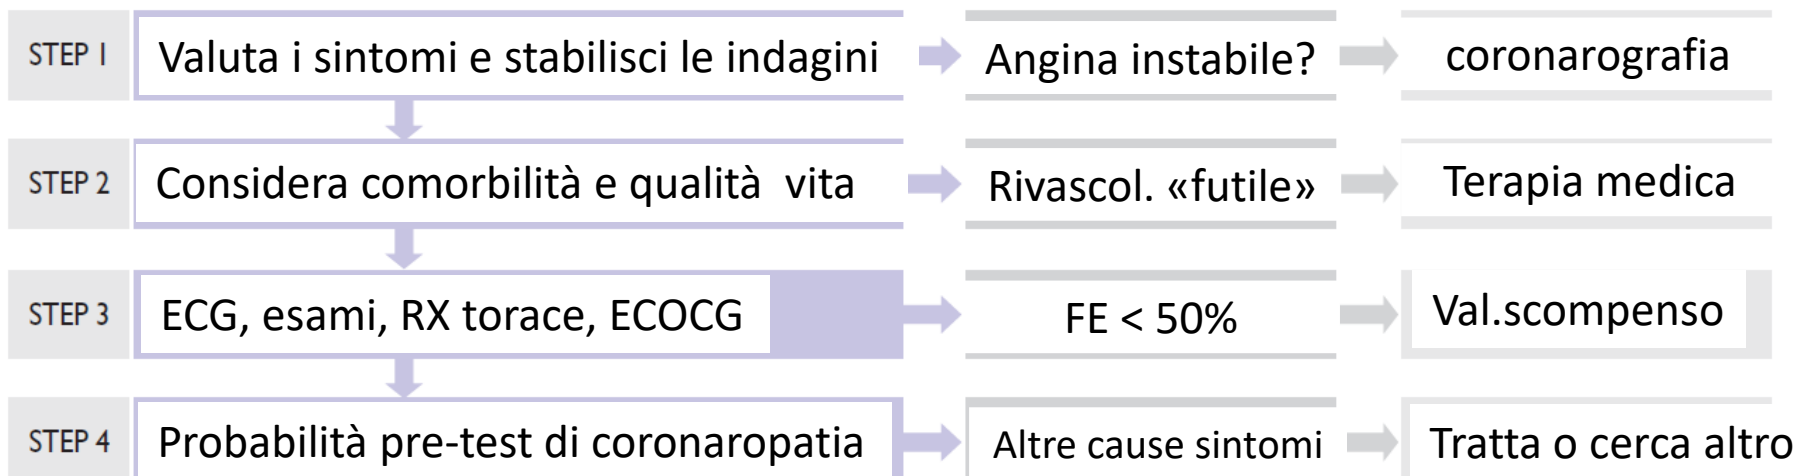 STEP 1 Valuta i sintomi e stabilisci le indagini Angina instabile? coronarografia
STEP 2 Considera comorbilità e qualità vita Rivascol. «futile» Terapia medica
STEP 3 ECG, esami, RX torace, ECOCG FE < 50% Val.scompenso
STEP 4 Probabilità pre-test di coronaropatia Altre cause sintomi Tratta o cerca altro